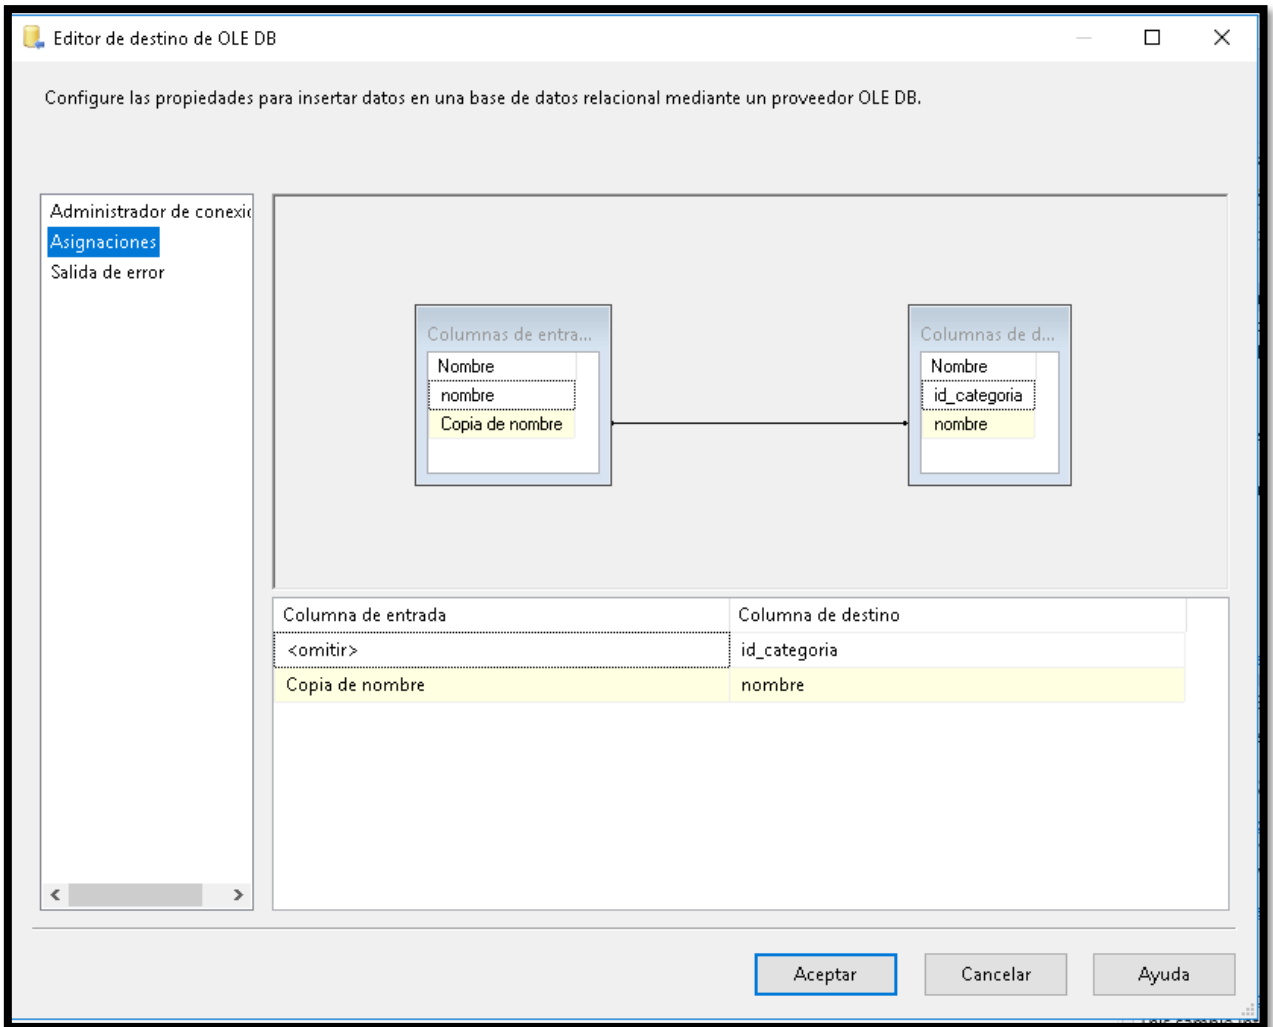 Editor de destino de OLE DB
Configure las propiedades para insertar datos en una base de datos relacional mediante un proveedor OLE DB.
Administrador de conexic
Asignaciones
Salida de error
Columnas de entra...
Nombre
nombre
Copia de nombre
Columnas de d...
Nombre
id_categoria
nombre
Columna de entrada Columna de destino
<omitir> id_categoria
Copia de nombre nombre
Aceptar Cancelar Ayuda